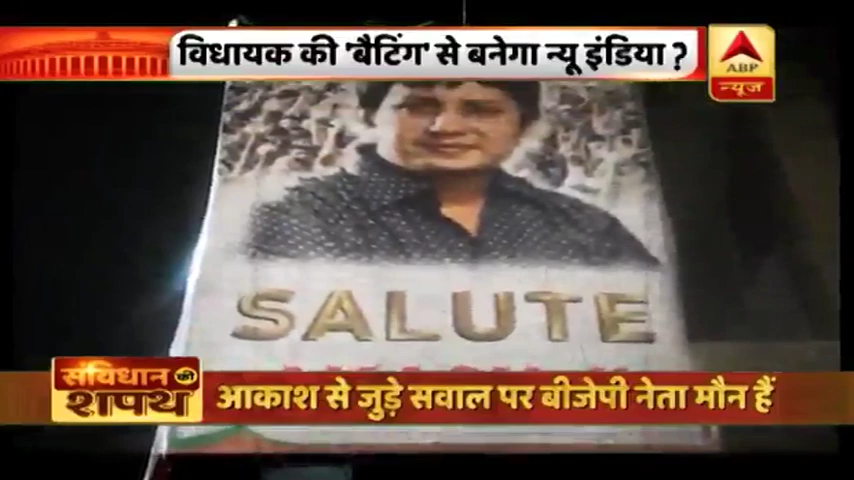 विधायक की 'बैटिंग' से बनेगा न्यू इंडिया ?
ABP
न्यूज़
SALUTE
संविधान की
शपथ
आकाश से जुड़े सवाल पर बीजेपी नेता मौन हैं